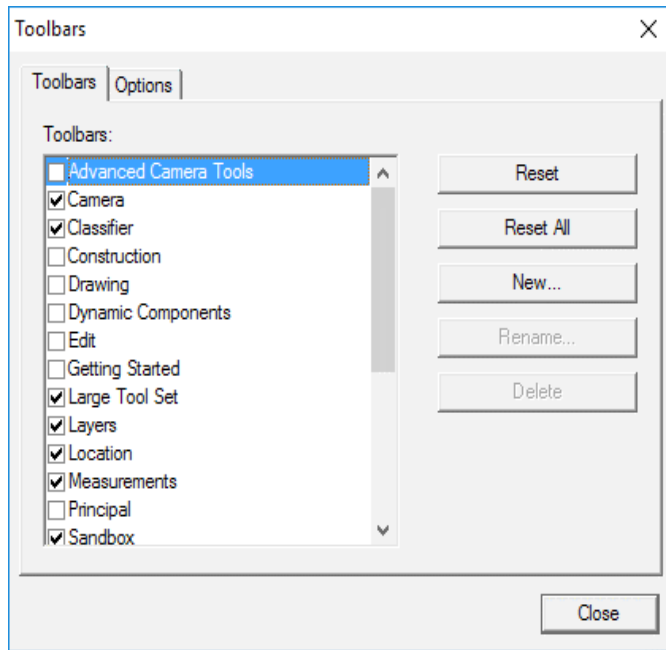 Toolbars
Toolbars
Options
Toolbars:
Advanced Camera Tools
Camera
Classifier
Construction
Drawing
Dynamic Components
Edit
Getting Started
Large Tool Set
Layers
Location
Measurements
Principal
Sandbox
Reset
Reset All
New...
Rename...
Delete
Close